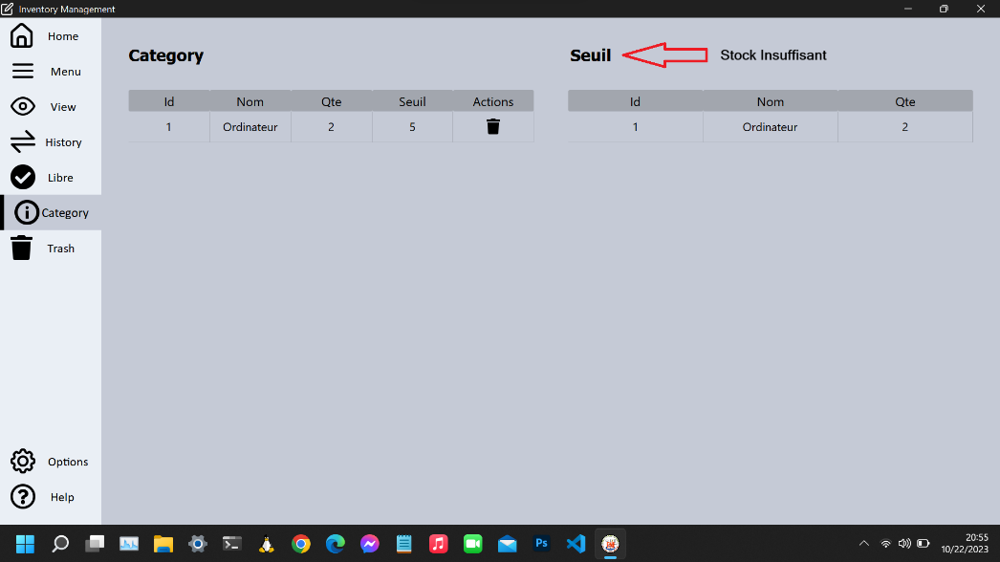 Inventory Management
Home
Menu
View
History
Libre
Category
Trash
Options
Help
Category
Id Nom Qte Seuil Actions
1 Ordinateur 2 5
Seuil Stock Insuffisant
Id Nom Qte
1 Ordinateur 2
Ps
20:55
10/22/2023